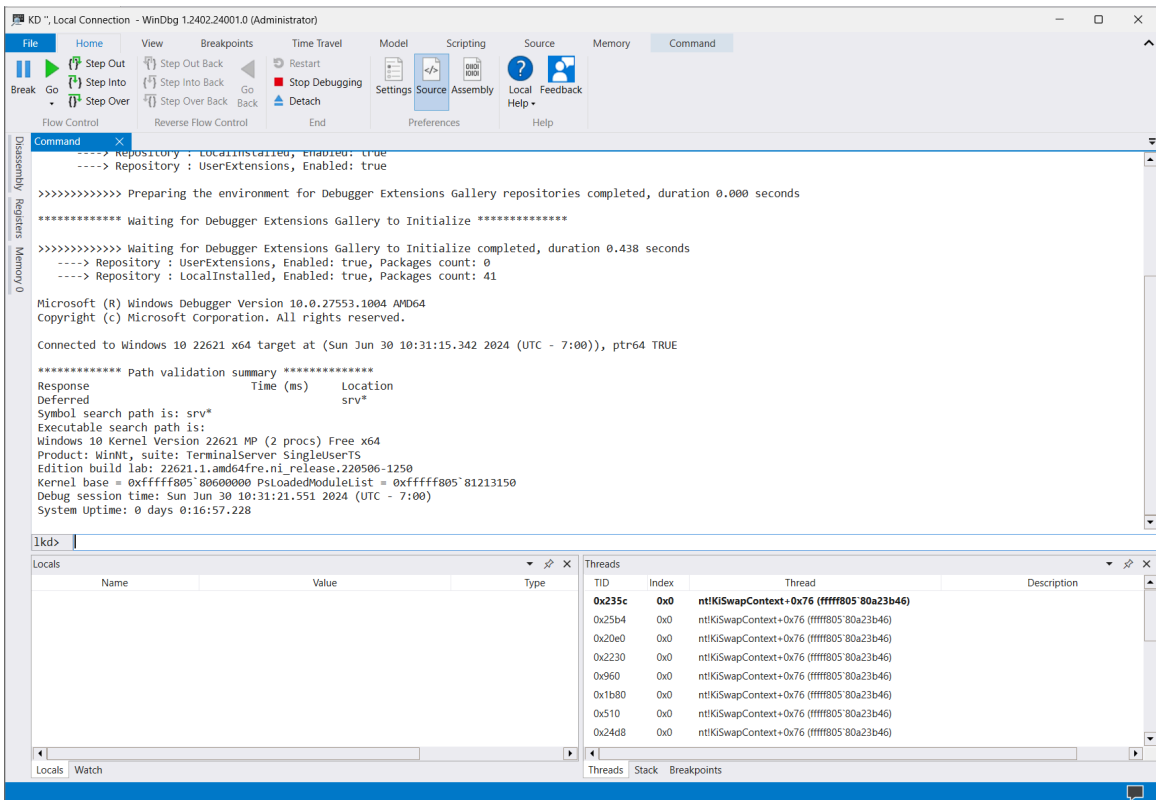 KD '', Local Connection - WinDbg 1.2402.24001.0 (Administrator)
File Home View Breakpoints Time Travel Model Scripting Source Memory Command
Break
Go
Step Out
Step Into
Step Over
Flow Control
Step Out Back
Step Into Back
Step Over Back
Go Back
Reverse Flow Control
Restart
Stop Debugging
Detach
End
Settings Source Assembly
Preferences
Local Help
Feedback
Help
Disassembly
Registers
Memory 0
Command
----> Repository : LocalInstalled, Enabled: true
----> Repository : UserExtensions, Enabled: true
>>>>>>>>>>>>> Preparing the environment for Debugger Extensions Gallery repositories completed, duration 0.000 seconds
************* Waiting for Debugger Extensions Gallery to Initialize **************
>>>>>>>>>>>>> Waiting for Debugger Extensions Gallery to Initialize completed, duration 0.438 seconds
----> Repository : UserExtensions, Enabled: true, Packages count: 0
----> Repository : LocalInstalled, Enabled: true, Packages count: 41
Microsoft (R) Windows Debugger Version 10.0.27553.1004 AMD64
Copyright (c) Microsoft Corporation. All rights reserved.
Connected to Windows 10 22621 x64 target at (Sun Jun 30 10:31:15.342 2024 (UTC - 7:00)), ptr64 TRUE
************* Path validation summary **************
Response Time (ms) Location
Deferred srv*
Symbol search path is: srv*
Executable search path is:
Windows 10 Kernel Version 22621 MP (2 procs) Free x64
Product: WinNt, suite: TerminalServer SingleUserTS
Edition build lab: 22621.1.amd64fre.ni_release.220506-1250
Kernel base = 0xfffff805`80600000 PsLoadedModuleList = 0xfffff805`81213150
Debug session time: Sun Jun 30 10:31:21.551 2024 (UTC - 7:00)
System Uptime: 0 days 0:16:57.228
lkd>
Locals
Name Value Type
Locals Watch
Threads
TID Index Thread Description
0x235c 0x0 nt!KiSwapContext+0x76 (fffff805`80a23b46)
0x25b4 0x0 nt!KiSwapContext+0x76 (fffff805`80a23b46)
0x20e0 0x0 nt!KiSwapContext+0x76 (fffff805`80a23b46)
0x2230 0x0 nt!KiSwapContext+0x76 (fffff805`80a23b46)
0x960 0x0 nt!KiSwapContext+0x76 (fffff805`80a23b46)
0x1b80 0x0 nt!KiSwapContext+0x76 (fffff805`80a23b46)
0x510 0x0 nt!KiSwapContext+0x76 (fffff805`80a23b46)
0x24d8 0x0 nt!KiSwapContext+0x76 (fffff805`80a23b46)
Threads Stack Breakpoints